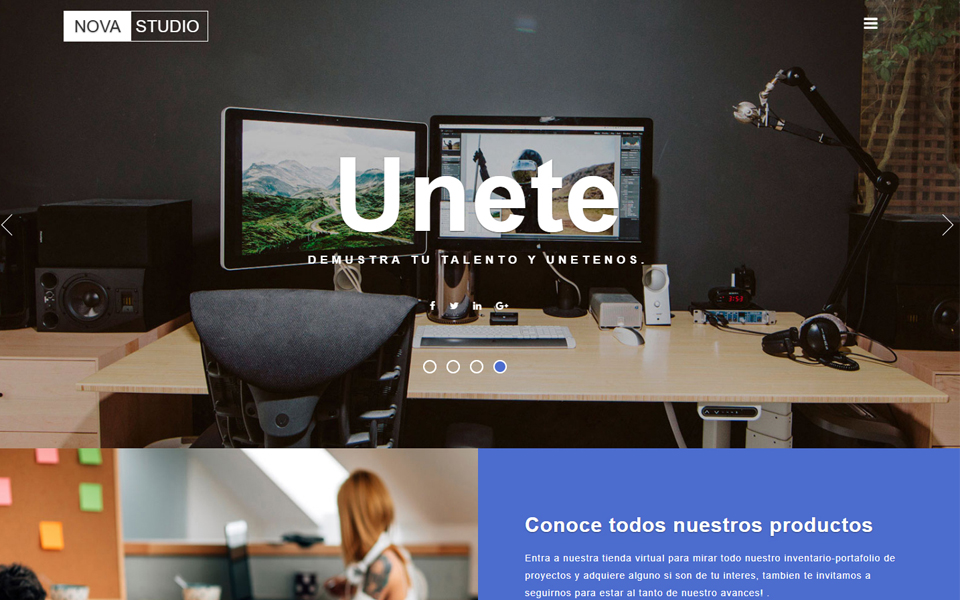 NOVA STUDIO
Unete
DEMUSTRA TU TALENTO Y UNETENOS.
Conoce todos nuestros productos
Entra a nuestra tienda virtual para mirar todo nuestro inventario-portafolio de
proyectos y adquiere alguno si son de tu interes, tambien te invitamos a
seguirnos para estar al tanto de nuestro avances! .